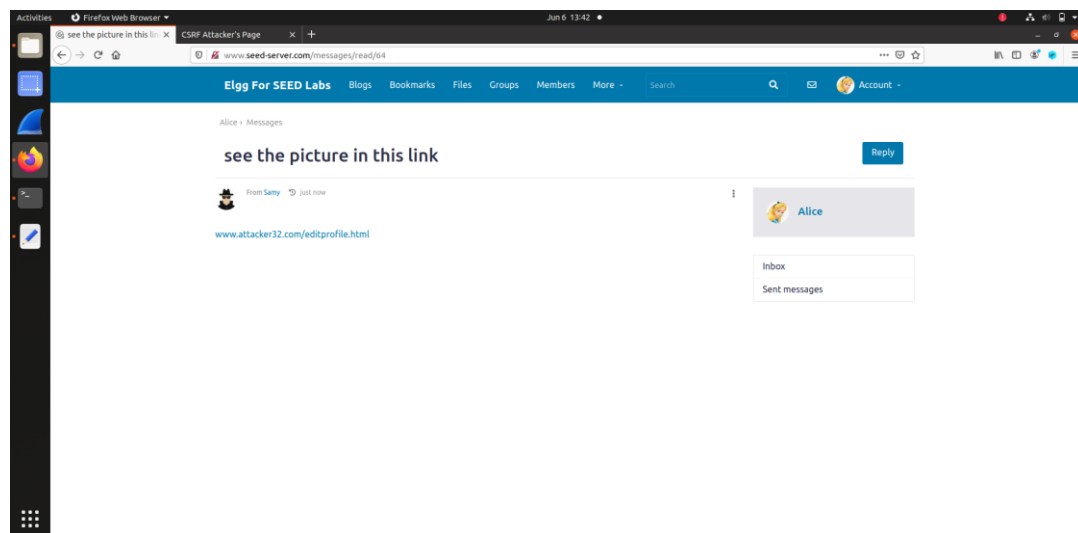 Activities Firefox Web Browser Jun 6 13:42
see the picture in this lin CSRF Attacker's Page
www.seed-server.com/messages/read/64
Elgg For SEED Labs Blogs Bookmarks Files Groups Members More Search Account
Alice Messages
see the picture in this link Reply
From Samy just now
Alice
www.attacker32.com/editprofile.html
Inbox
Sent messages